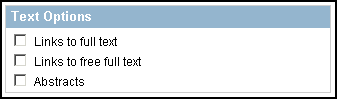 Text Options
Links to full text
Links to free full text
Abstracts